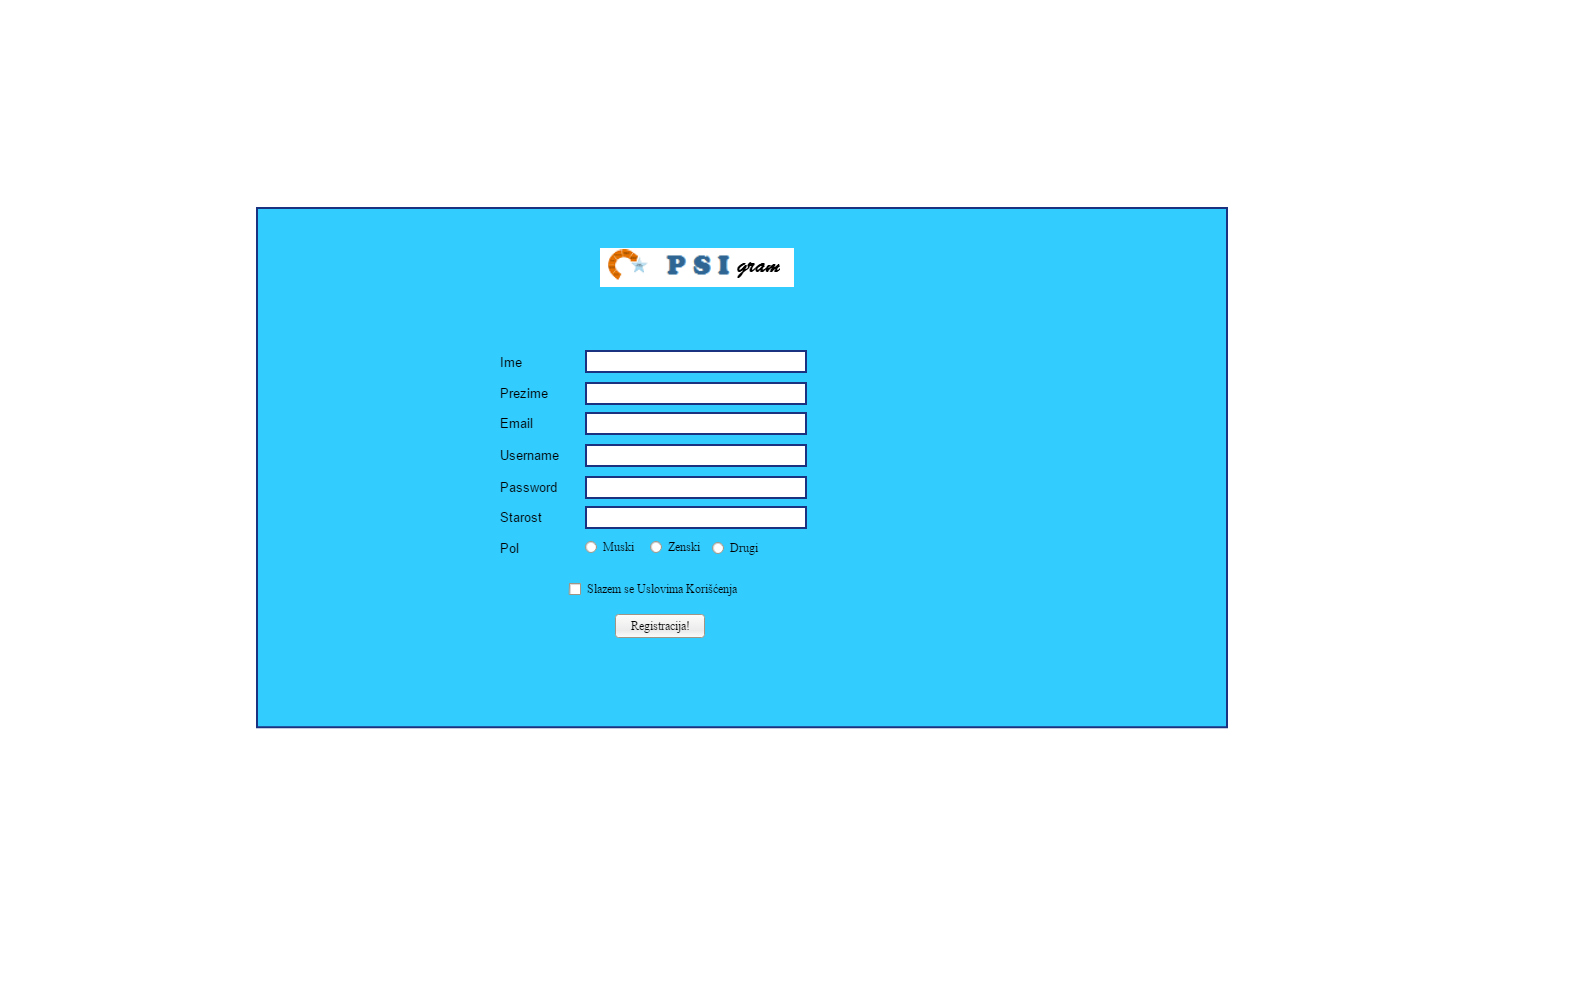 PSI gram
Ime
Prezime
Email
Username
Password
Starost
Pol Muski Zenski Drugi
Slazem se Uslovima Korišćenja
Registracija!